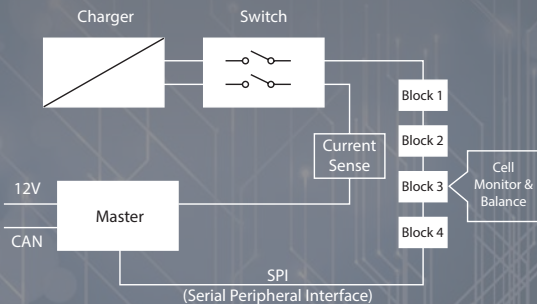 Charger
Switch
Block 1
Block 2
Current
Sense
Block 3
Cell
Monitor &
Balance
12V
Master
CAN
Block 4
SPI
(Serial Peripheral Interface)